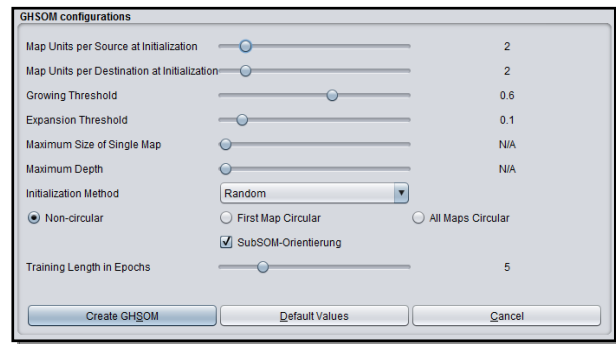 GHSOM configurations
Map Units per Source at Initialization 2
Map Units per Destination at Initialization 2
Growing Threshold 0.6
Expansion Threshold 0.1
Maximum Size of Single Map N/A
Maximum Depth N/A
Initialization Method Random
Non-circular First Map Circular All Maps Circular
SubSOM-Orientierung
Training Length in Epochs 5
Create GHSOM Default Values Cancel